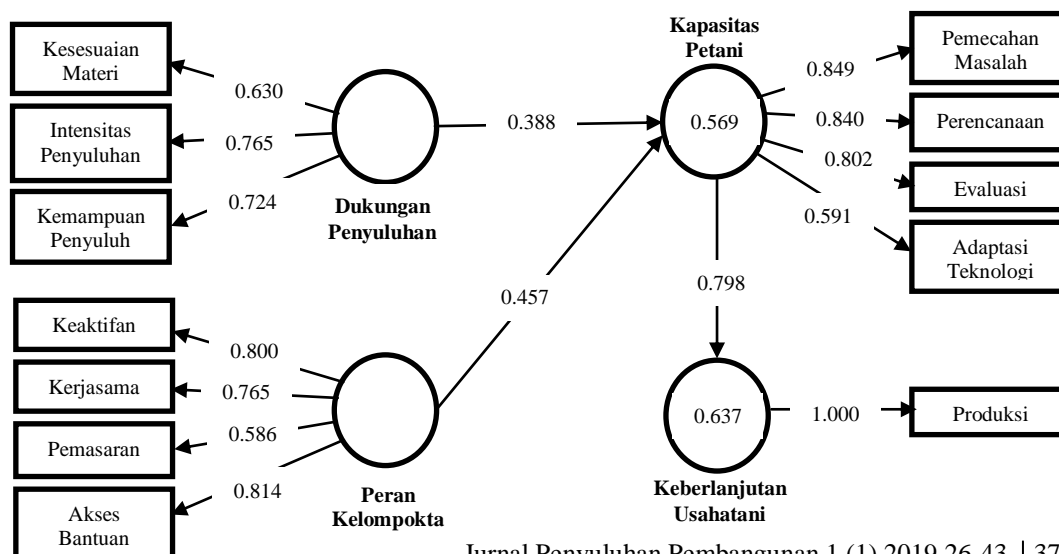 Kesesuaian
Materi
Intensitas
Penyuluhan
Kemampuan
Penyuluh
0.630
0.765
0.724
Dukungan
Penyuluhan
0.388
Kapasitas
Petani
0.569
0.849
0.840
0.802
0.591
Pemecahan
Masalah
Perencanaan
Evaluasi
Adaptasi
Teknologi
Keaktifan
Kerjasama
Pemasaran
Akses
Bantuan
0.800
0.765
0.586
0.814
Peran
Kelompokta
0.457
0.798
0.637
Keberlanjutan
Usahatani
1.000
Produksi
Jurnal Penyuluhan Pembangunan 1 (1) 2019 26-43 | 37